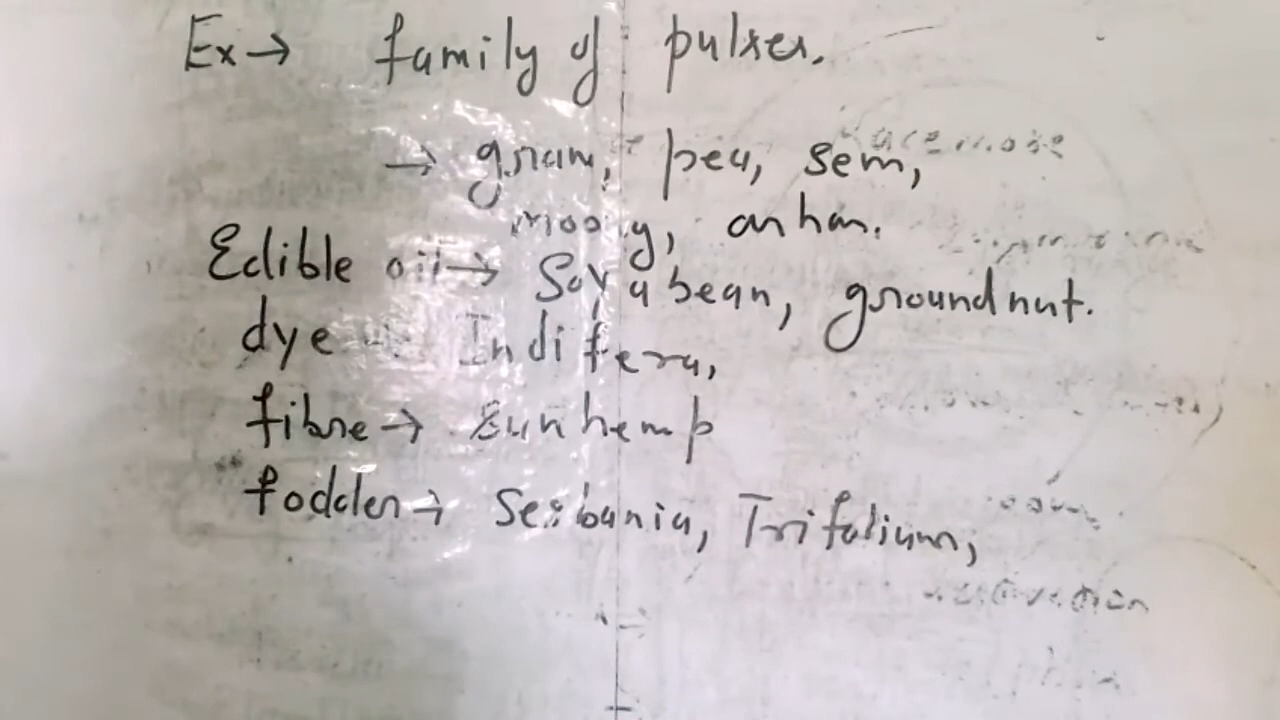 Ex → family of pulses.
→ gram, pea, sem,
moong, arhar.
Edible oil → Soyabean, groundnut.
dye Indifera,
fibre → Sunhemp
fodder → Sesbania, Trifolium,
racemose